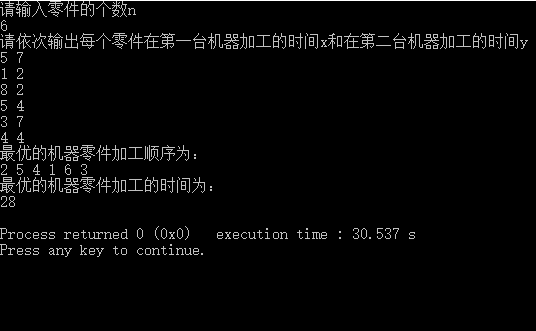 请输入零件的个数n
6
请依次输出每个零件在第一台机器加工的时间x和在第二台机器加工的时间y
5 7
1 2
8 2
5 4
3 7
4 4
最优的机器零件加工顺序为:
2 5 4 1 6 3
最优的机器零件加工的时间为:
28
Process returned 0 (0x0)   execution time : 30.537 s
Press any key to continue.